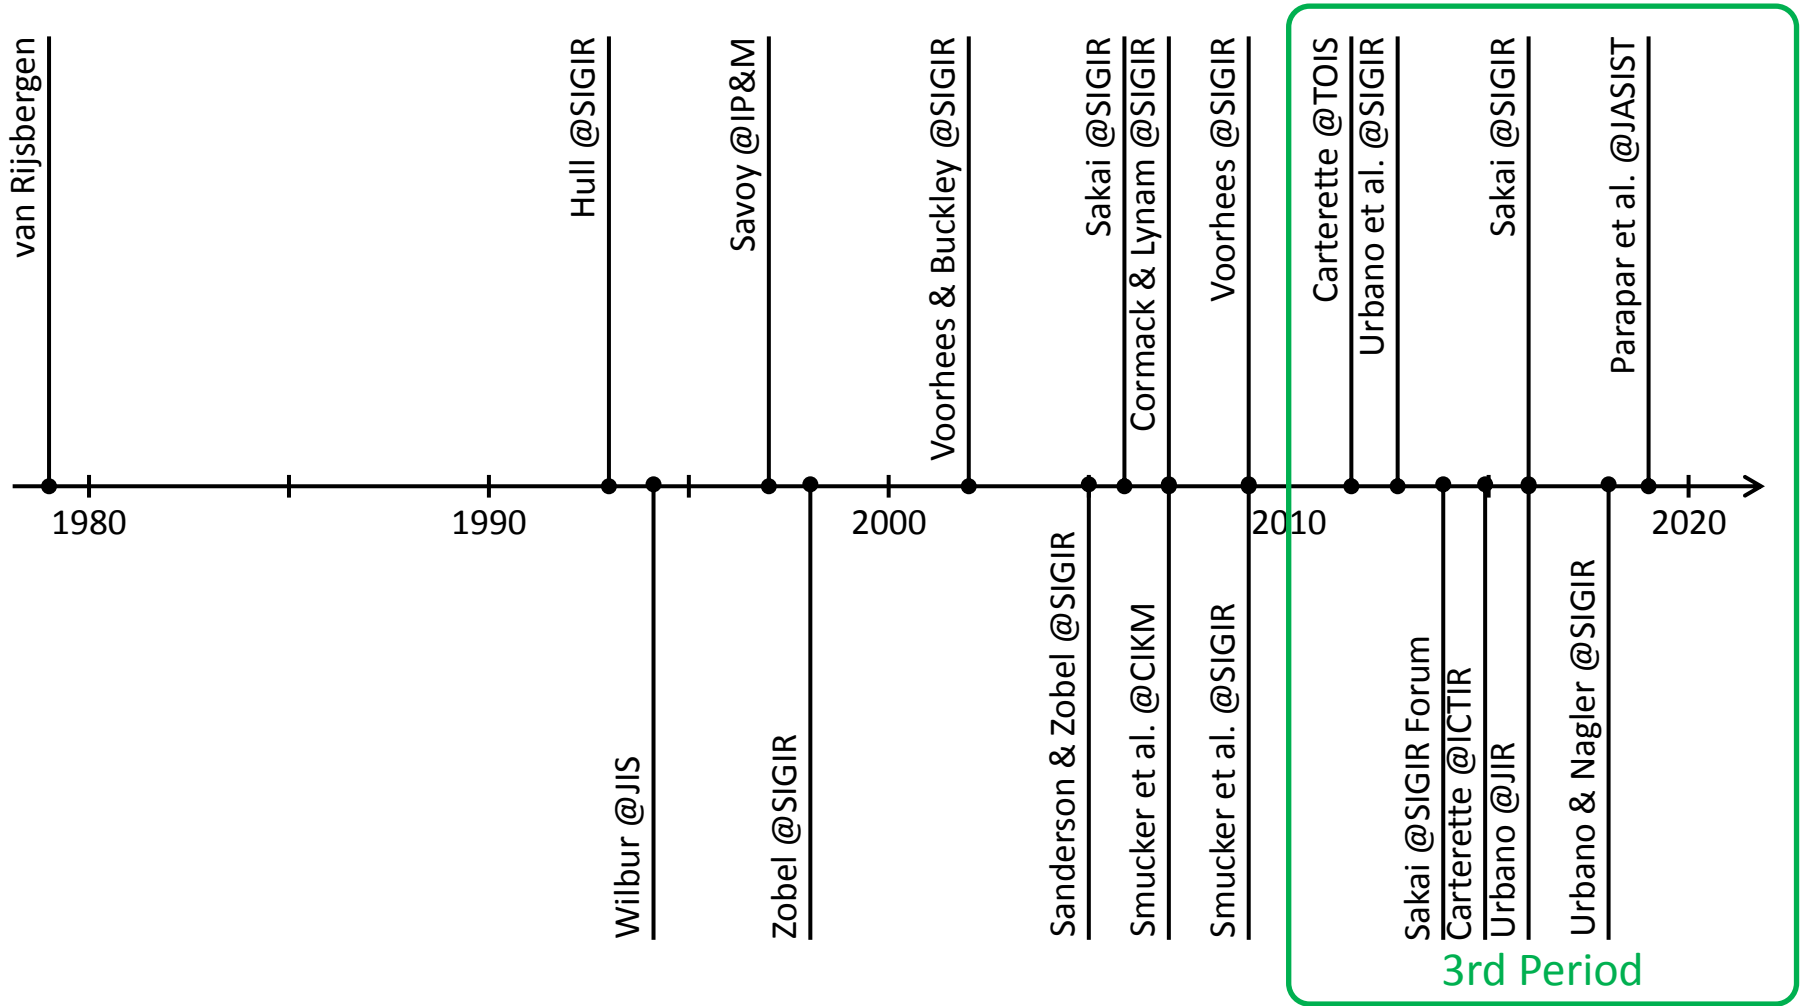 van Rijsbergen
Hull @SIGIR
Savoy @IP&M
Voorhees & Buckley @SIGIR
Sakai @SIGIR
Cormack & Lynam @SIGIR
Voorhees @SIGIR
Carterette @TOIS
Urbano et al. @SIGIR
Sakai @SIGIR
Parapar et al. @JASIST
1980
1990
2000
2010
2020
Wilbur @JIS
Zobel @SIGIR
Sanderson & Zobel @SIGIR
Smucker et al. @CIKM
Smucker et al. @SIGIR
Sakai @SIGIR Forum
Carterette @ICTIR
Urbano @JIR
Urbano & Nagler @SIGIR
3rd Period